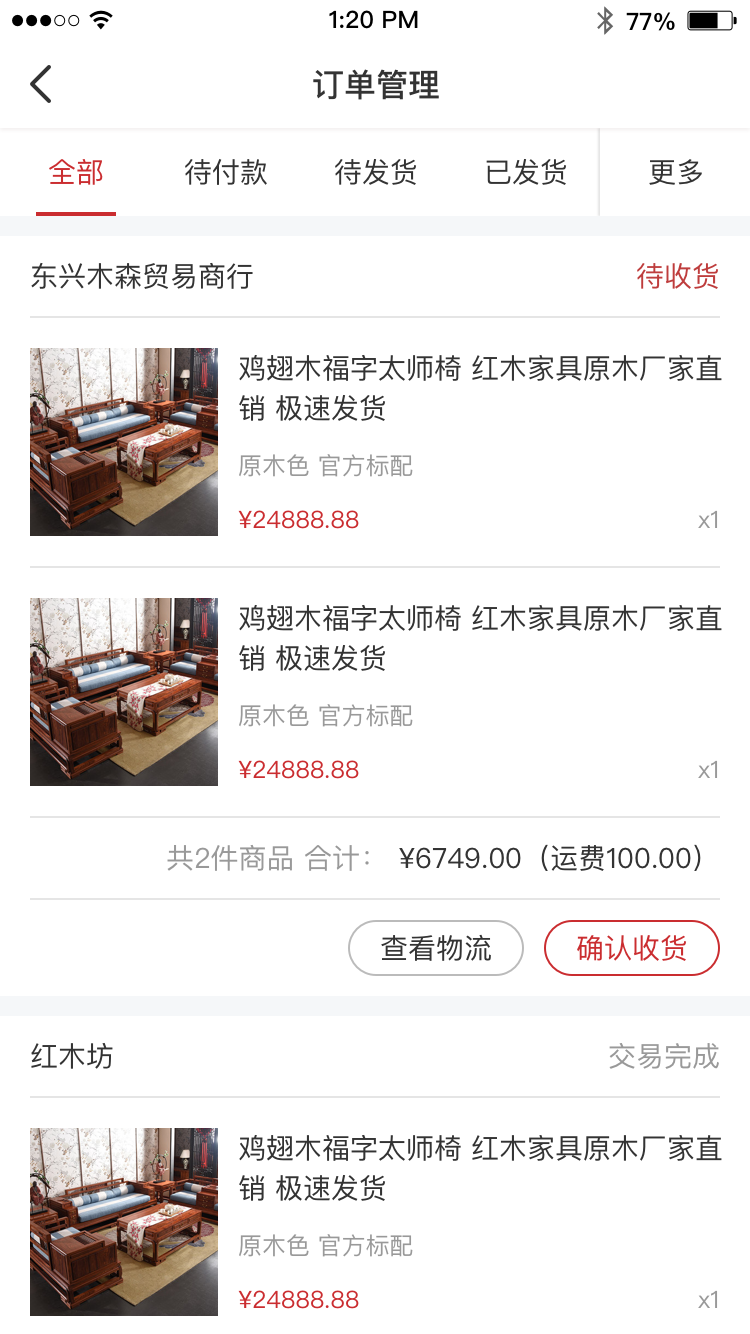 1:20 PM
77%
订单管理
全部
待付款
待发货
已发货
更多
东兴木森贸易商行
待收货
鸡翅木福字太师椅 红木家具原木厂家直
销 极速发货
原木色 官方标配
¥24888.88
x1
鸡翅木福字太师椅 红木家具原木厂家直
销 极速发货
原木色 官方标配
¥24888.88
x1
共2件商品 合计： ¥6749.00（运费100.00）
查看物流
确认收货
红木坊
交易完成
鸡翅木福字太师椅 红木家具原木厂家直
销 极速发货
原木色 官方标配
¥24888.88
x1